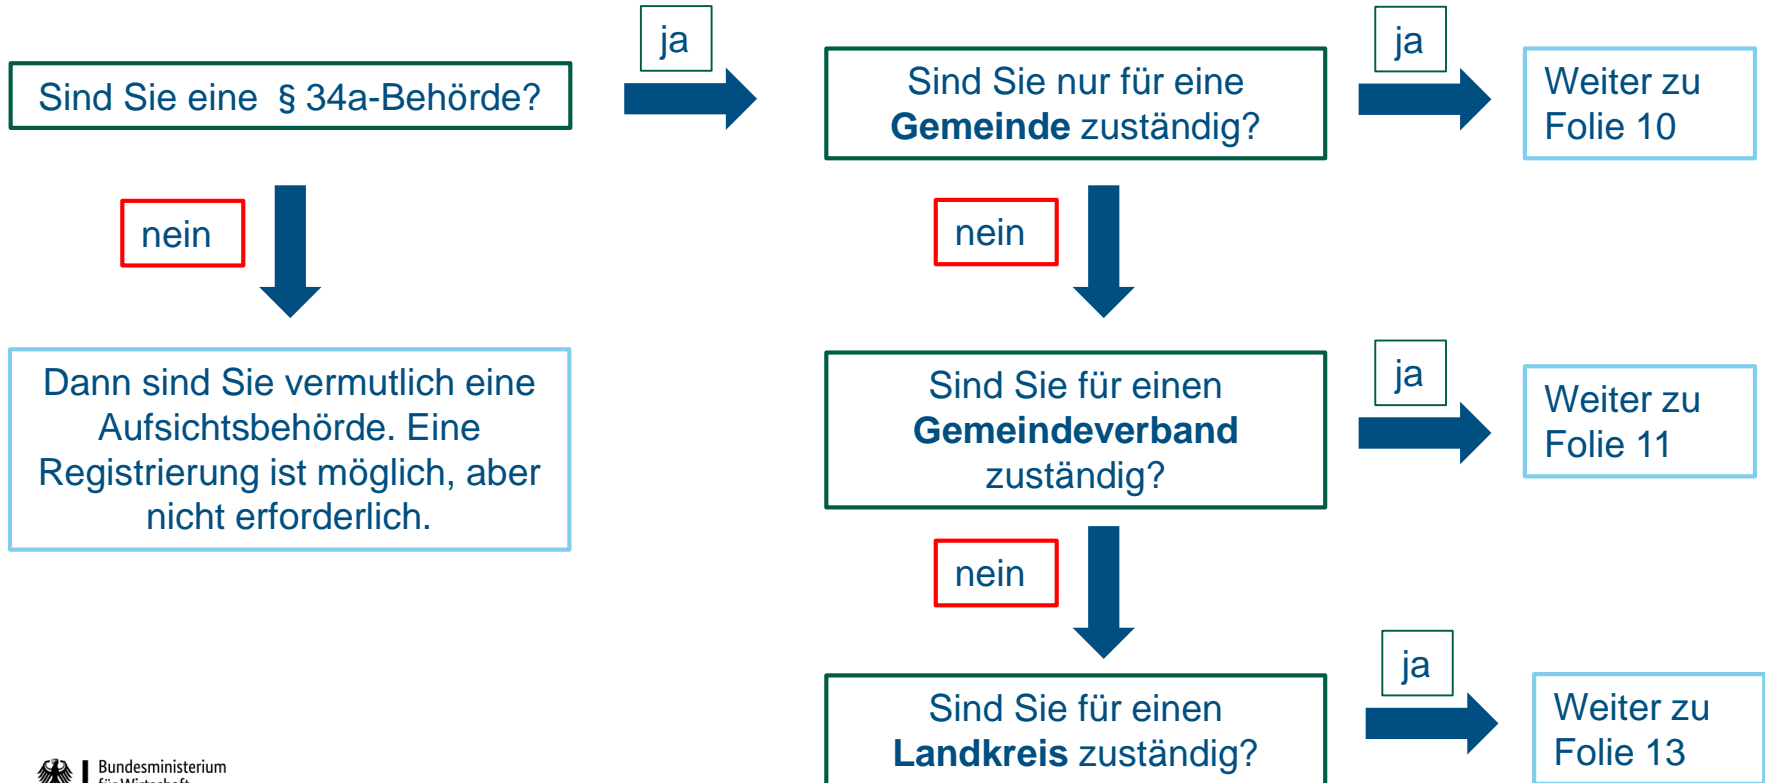 Sind Sie eine § 34a-Behörde?
ja
Sind Sie nur für eine
Gemeinde zuständig?
ja
Weiter zu
Folie 10
nein
nein
Dann sind Sie vermutlich eine
Aufsichtsbehörde. Eine
Registrierung ist möglich, aber
nicht erforderlich.
Sind Sie für einen
Gemeindeverband
zuständig?
ja
Weiter zu
Folie 11
nein
Sind Sie für einen
Landkreis zuständig?
ja
Weiter zu
Folie 13
Bundesministerium
für Wirtschaft